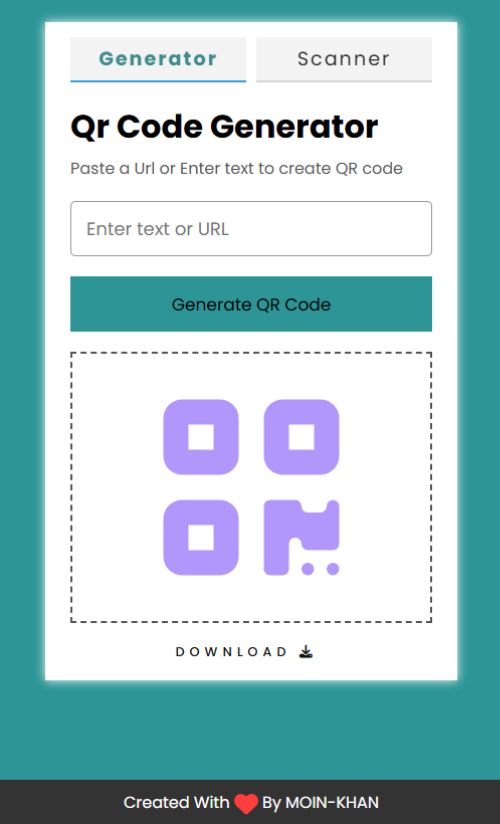 Generator
Scanner
Qr Code Generator
Paste a Url or Enter text to create QR code
Enter text or URL
Generate QR Code
DOWNLOAD
Created With ❤️ By MOIN-KHAN